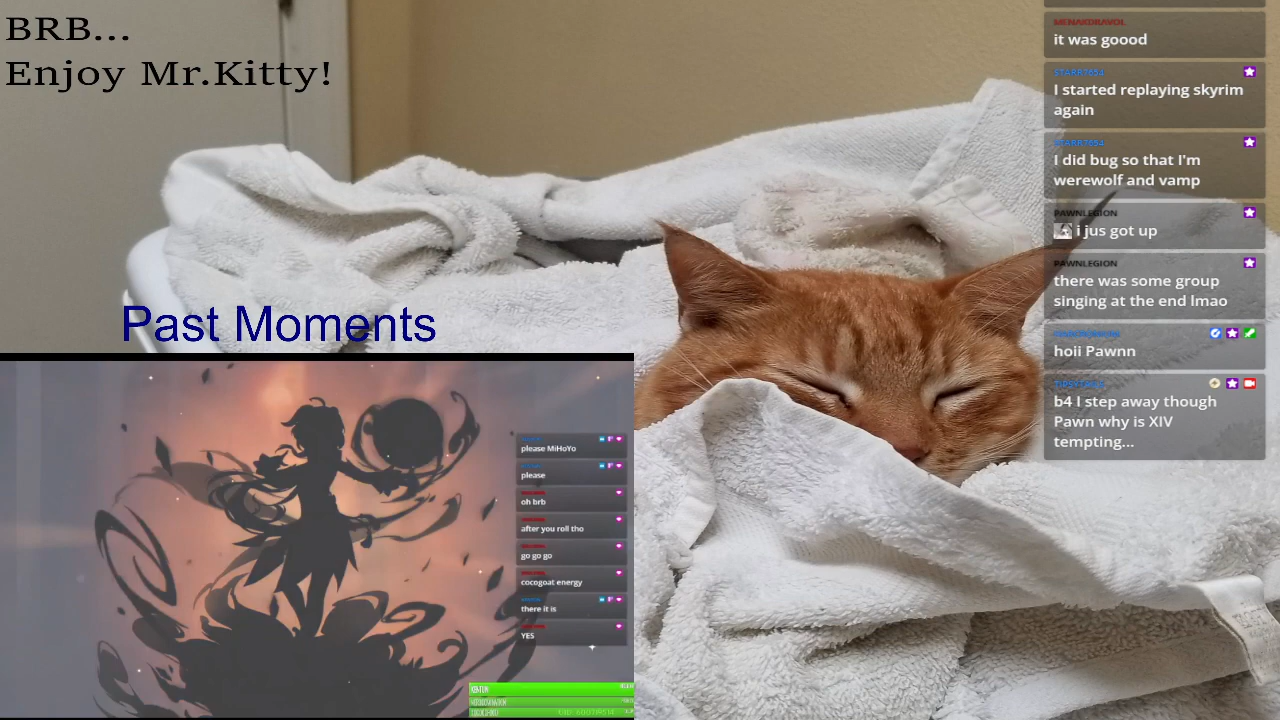 BRB...
Enjoy Mr.Kitty!
Past Moments
MENAKURAVOL
it was goood
STARR7654
I started replaying skyrim
again
STARR7654
I did bug so that I'm
werewolf and vamp
PAWNLEGION
i jus got up
PAWNLEGION
there was some group
singing at the end lmao
hoii Pawnn
b4 I step away though
Pawn why is XIV
tempting...
please MiHoYo
please
oh brb
after you roll tho
go go go
cocogoat energy
there it is
YES